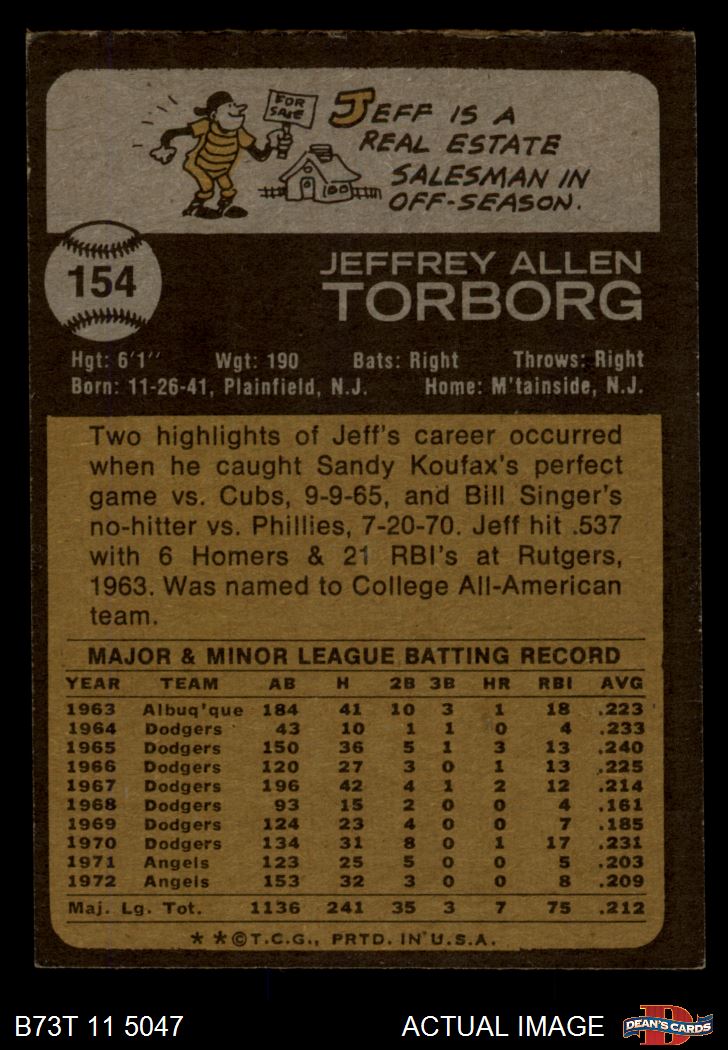 FOR
SALE
JEFF IS A
REAL ESTATE
SALESMAN IN
OFF-SEASON.
154
JEFFREY ALLEN
TORBORG
Hgt: 6'1" Wgt: 190 Bats: Right Throws: Right
Born: 11-26-41, Plainfield, N.J. Home: M'tainside, N.J.
Two highlights of Jeff's career occurred
when he caught Sandy Koufax's perfect
game vs. Cubs, 9-9-65, and Bill Singer's
no-hitter vs. Phillies, 7-20-70. Jeff hit .537
with 6 Homers & 21 RBI's at Rutgers,
1963. Was named to College All-American
team.
MAJOR & MINOR LEAGUE BATTING RECORD
YEAR TEAM AB H 2B 3B HR RBI AVG
1963 Albuq'que 184 41 10 3 1 18 .223
1964 Dodgers 43 10 1 1 0 4 .233
1965 Dodgers 150 36 5 1 3 13 .240
1966 Dodgers 120 27 3 0 1 13 .225
1967 Dodgers 196 42 4 1 2 12 .214
1968 Dodgers 93 15 2 0 0 4 .161
1969 Dodgers 124 23 4 0 0 7 .185
1970 Dodgers 134 31 8 0 1 17 .231
1971 Angels 123 25 5 0 0 5 .203
1972 Angels 153 32 3 0 0 8 .209
Maj. Lg. Tot. 1136 241 35 3 7 75 .212
* * ©T.C.G., PRTD. IN U.S.A.
B73T 11 5047 ACTUAL IMAGE
D
DEAN'S CARDS